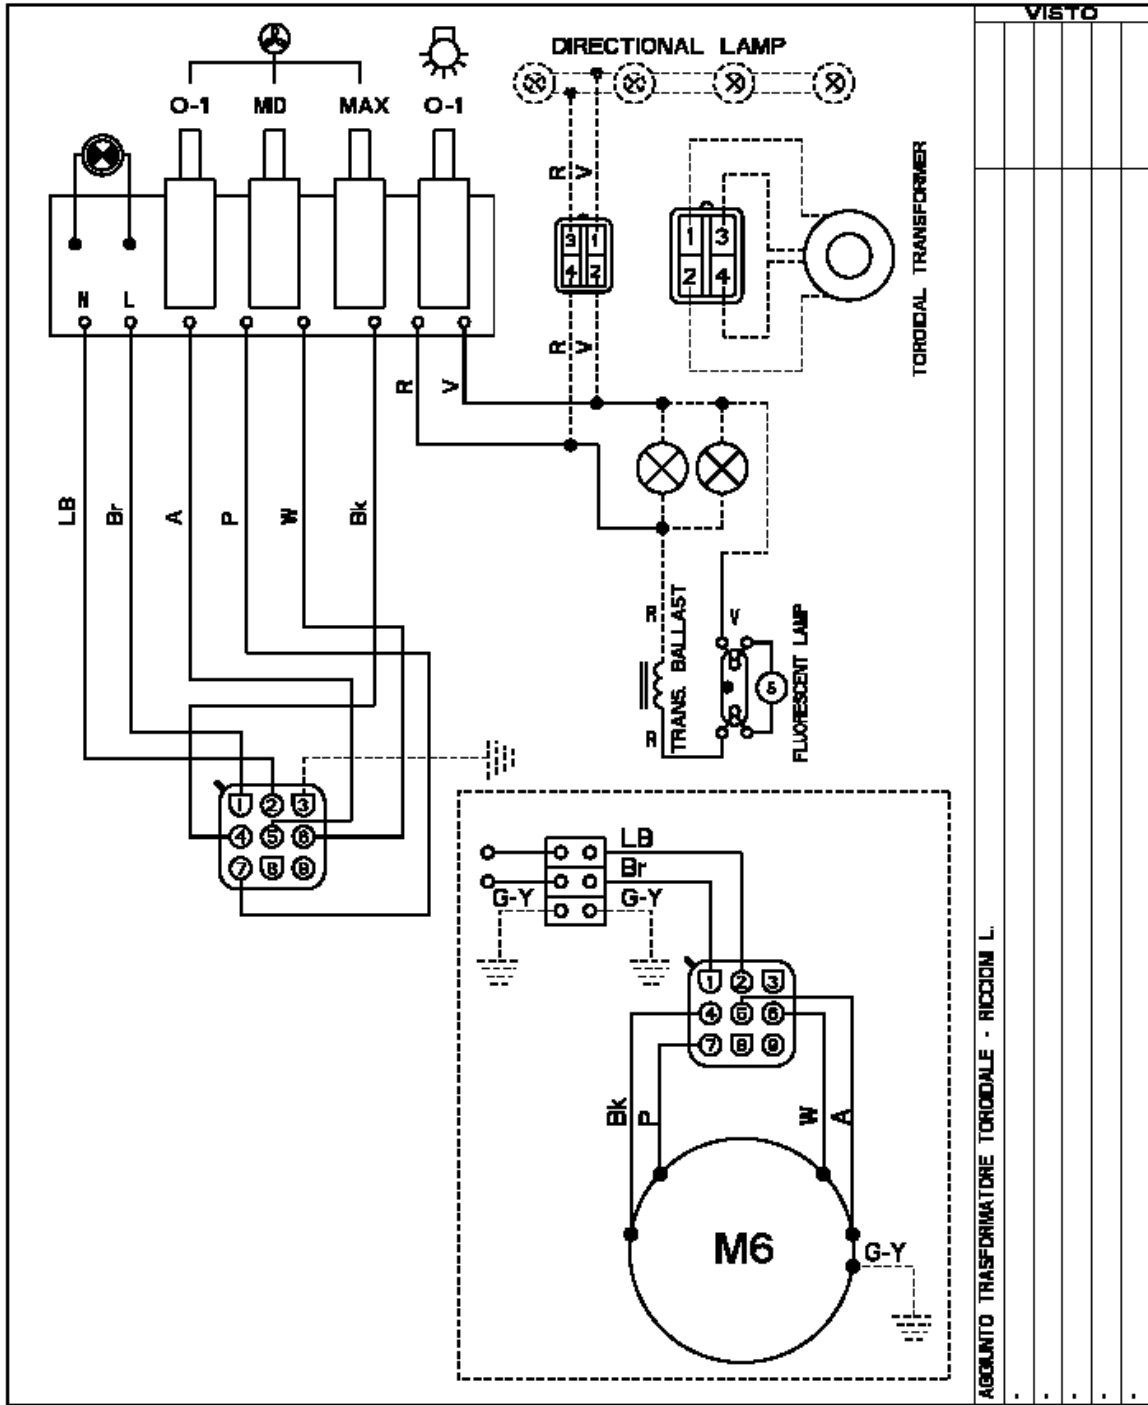 VISTO
DIRECTIONAL LAMP
O-1 MID MAX O-1
R V
3 1
4 2
1 3
2 4
TOROIDAL TRANSFORMER
N L
R V
R V
LB Br A P W Bk
R
TRANS. BALLAST
V
S
R
FLUORESCENT LAMP
1 2 3
4 5 6
7 8 9
LB
Br
G-Y G-Y
1 2 3
4 5 6
7 8 9
Bk P W A
M6
G-Y
AGGIUNTO TRASFORMATORE TOROIDALE - RICCIONI L.